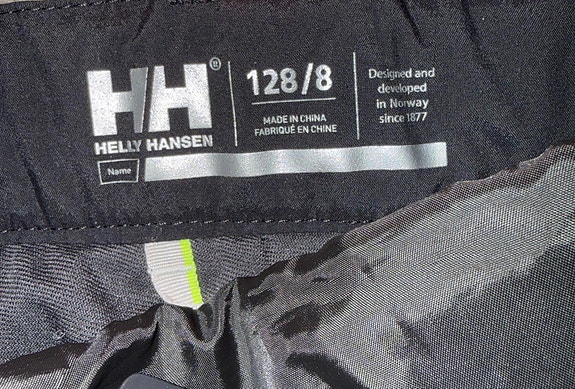 HH®
HELLY HANSEN
Name
128/8
MADE IN CHINA
FABRIQUÉ EN CHINE
Designed and
developed
in Norway
since 1877